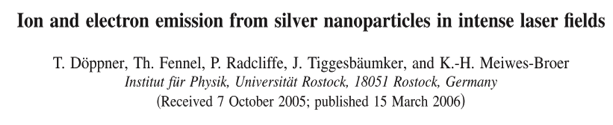 Ion and electron emission from silver nanoparticles in intense laser fields
T. Döppner, Th. Fennel, P. Radcliffe, J. Tiggesbäumker, and K.-H. Meiwes-Broer
Institut für Physik, Universität Rostock, 18051 Rostock, Germany
(Received 7 October 2005; published 15 March 2006)